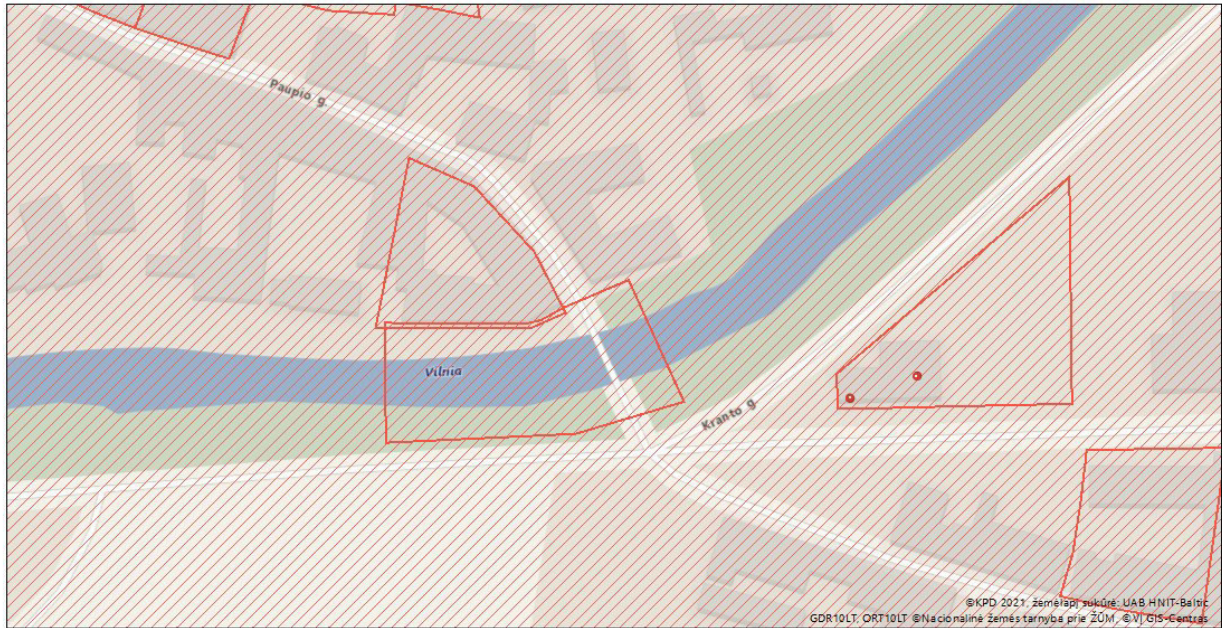 Paupio g.
Vilnia
Kranto g.
©KPD 2021, žemėlapį sukūrė: UAB HNIT-Baltic
GDR10LT, ORT10LT ©Nacionalinė žemės tarnyba prie ŽŪM, ©VĮ GIS-Centras